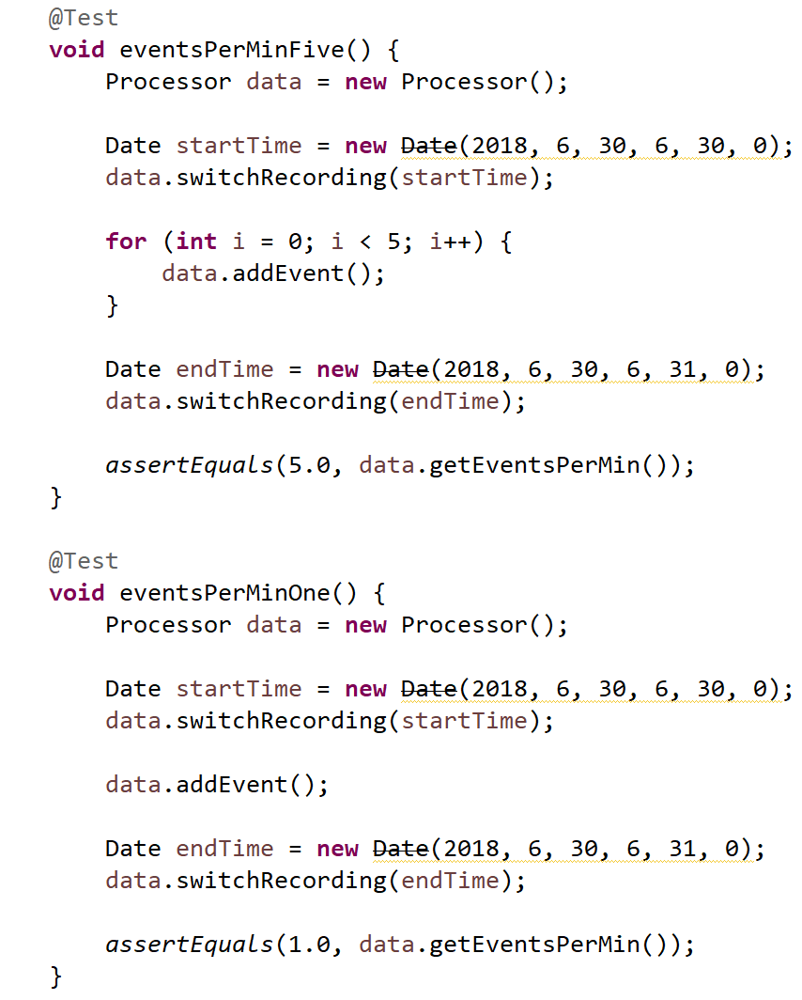 @Test
void eventsPerMinFive() {
    Processor data = new Processor();

    Date startTime = new Date(2018, 6, 30, 6, 30, 0);
    data.switchRecording(startTime);

    for (int i = 0; i < 5; i++) {
        data.addEvent();
    }

    Date endTime = new Date(2018, 6, 30, 6, 31, 0);
    data.switchRecording(endTime);

    assertEquals(5.0, data.getEventsPerMin());
}

@Test
void eventsPerMinOne() {
    Processor data = new Processor();

    Date startTime = new Date(2018, 6, 30, 6, 30, 0);
    data.switchRecording(startTime);

    data.addEvent();

    Date endTime = new Date(2018, 6, 30, 6, 31, 0);
    data.switchRecording(endTime);

    assertEquals(1.0, data.getEventsPerMin());
}